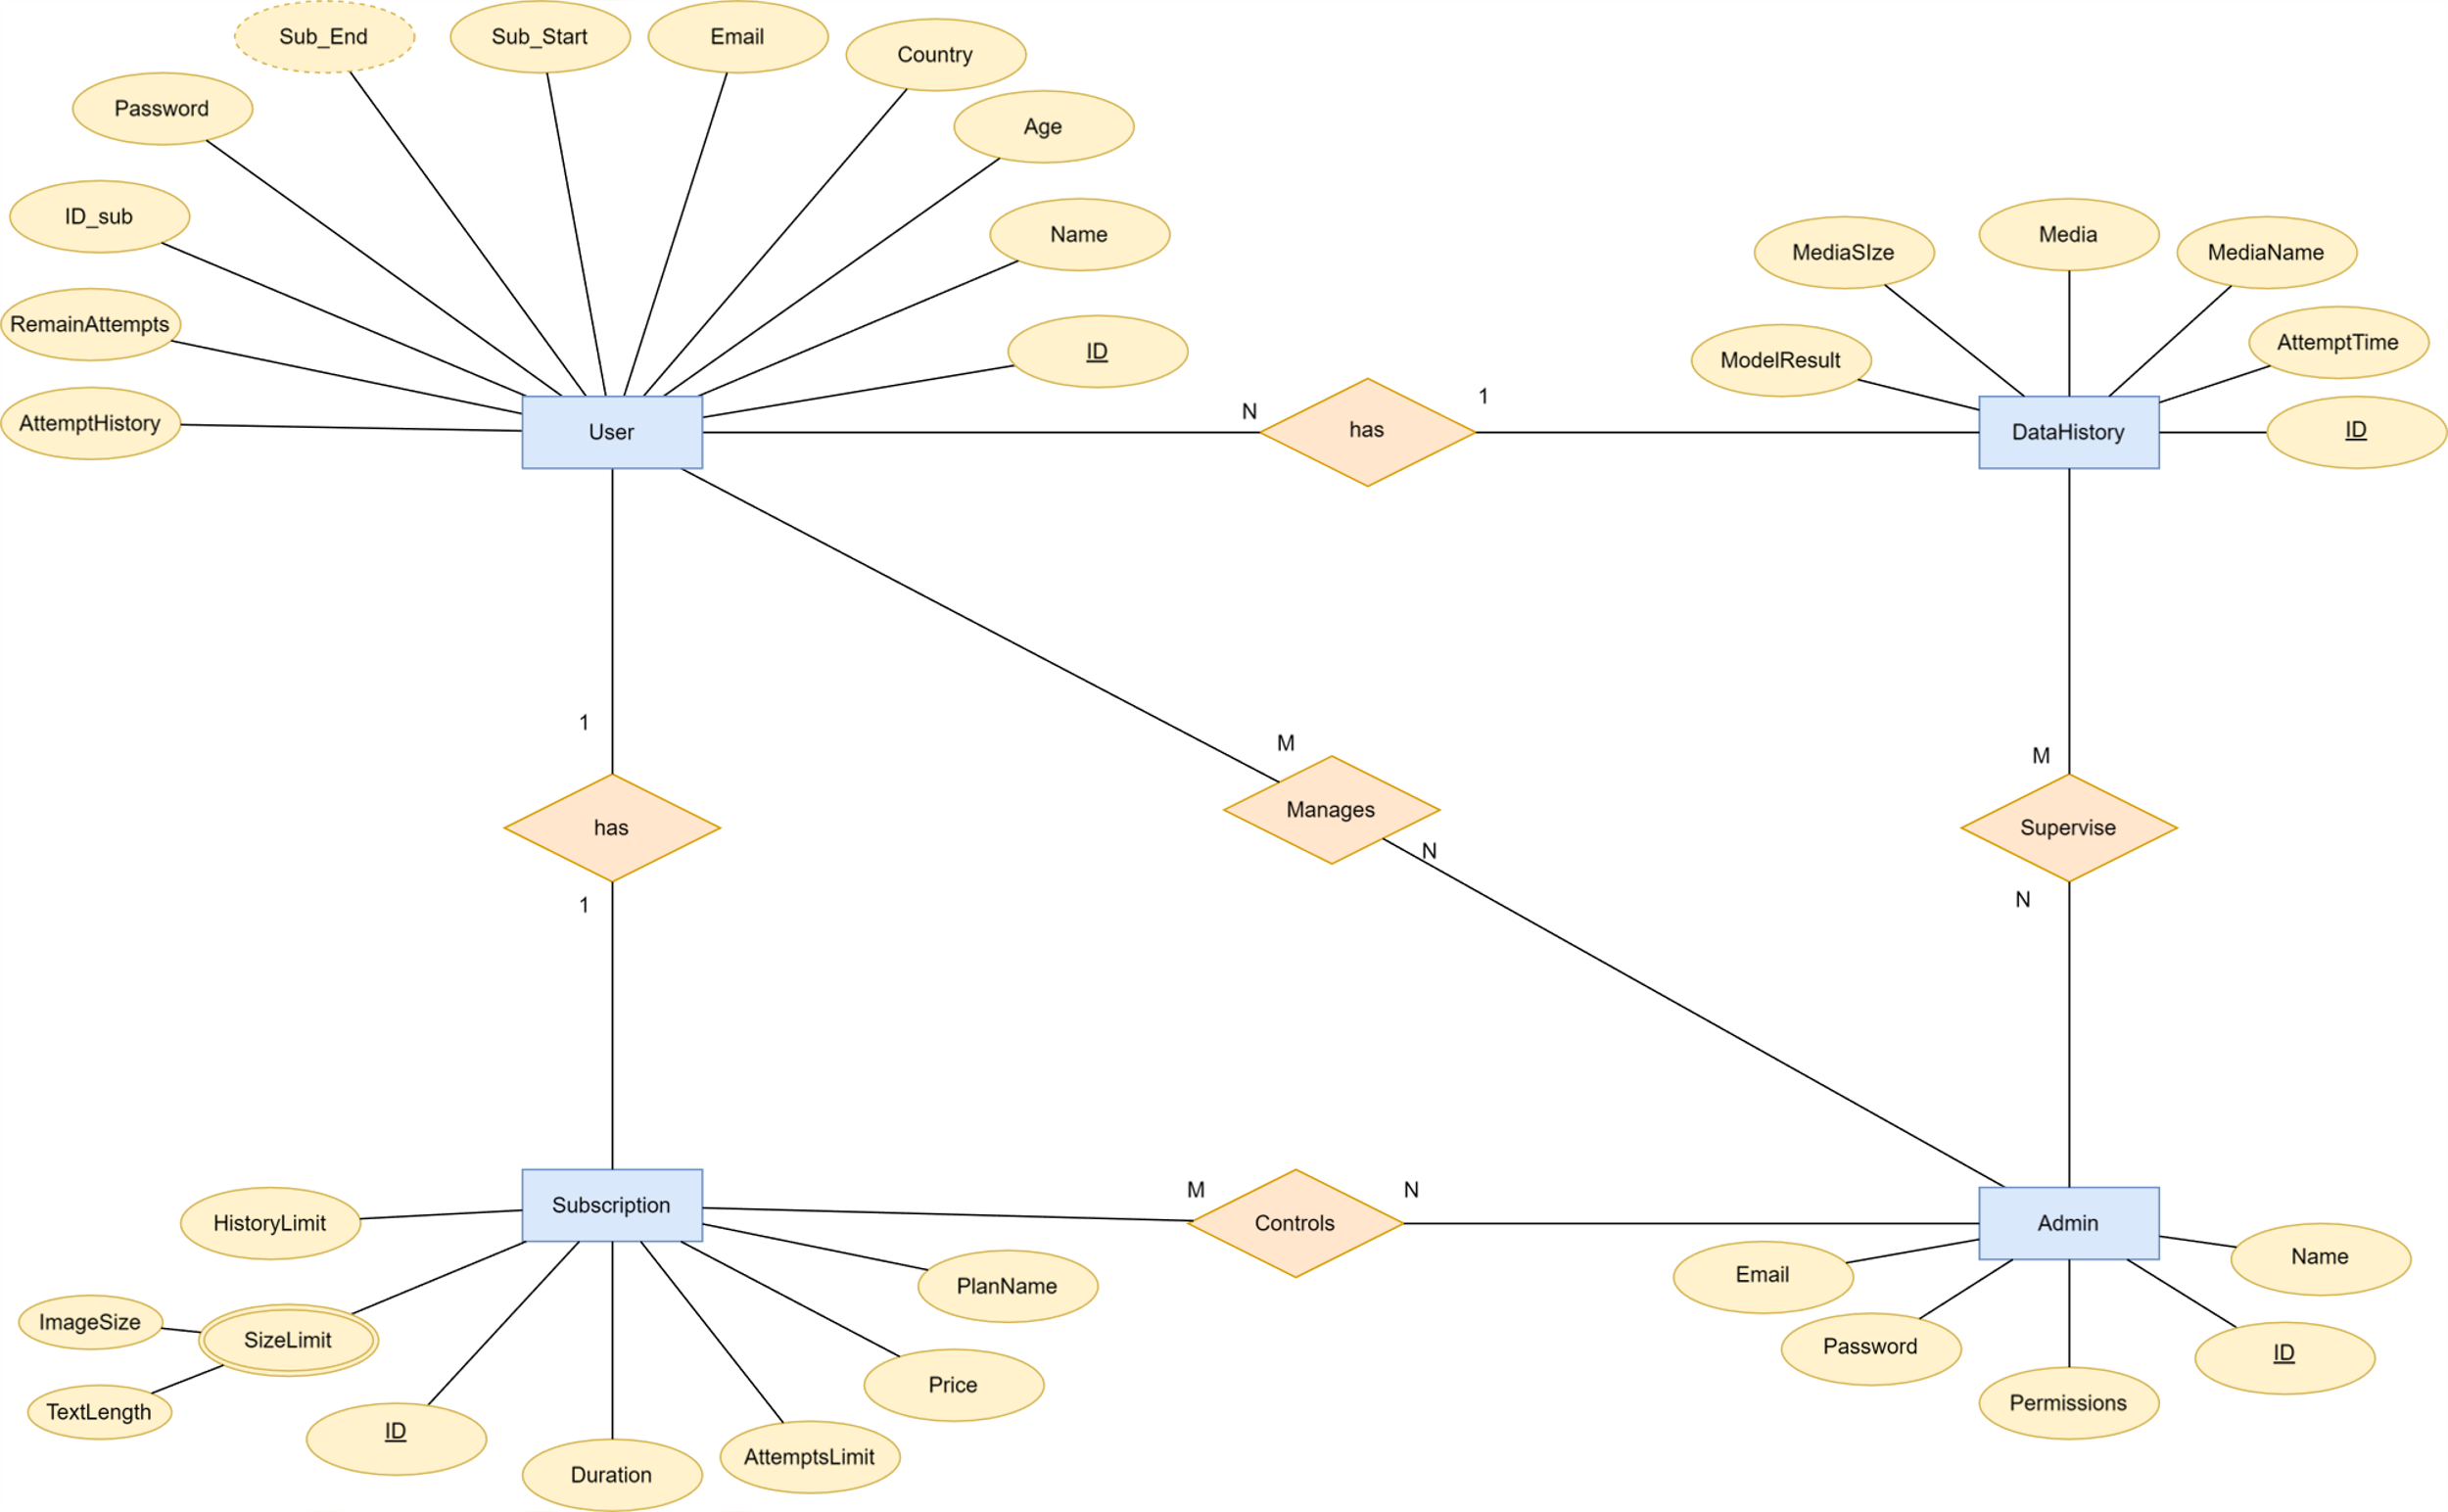 Sub_End
Sub_Start
Email
Country
Password
Age
ID_sub
Name
MediaSIze
Media
MediaName
RemainAttempts
ID
ModelResult
AttemptTime
AttemptHistory
User
N
has
1
DataHistory
ID
1
M
M
has
Manages
Supervise
1
N
N
Subscription
M
N
HistoryLimit
Controls
Admin
PlanName
Email
Name
ImageSize
SizeLimit
Price
Password
ID
TextLength
ID
Duration
AttemptsLimit
Permissions